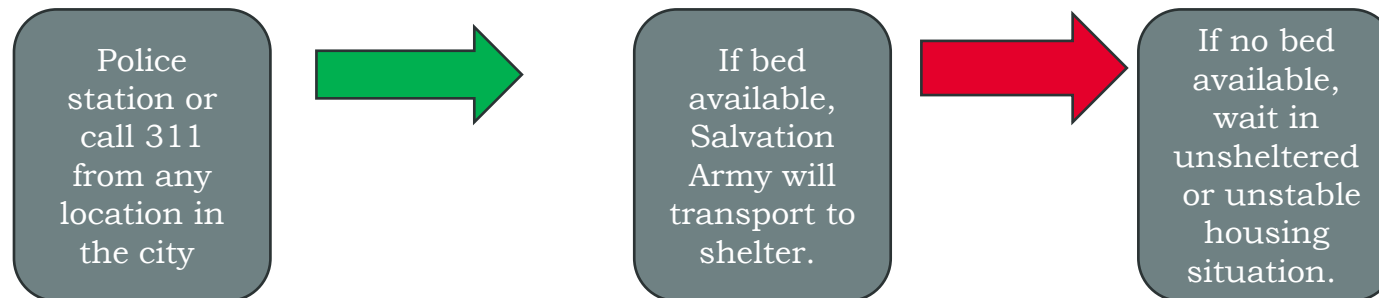 Police
station or
call 311
from any
location in
the city
If bed
available,
Salvation
Army will
transport to
shelter.
If no bed
available,
wait in
unsheltered
or unstable
housing
situation.